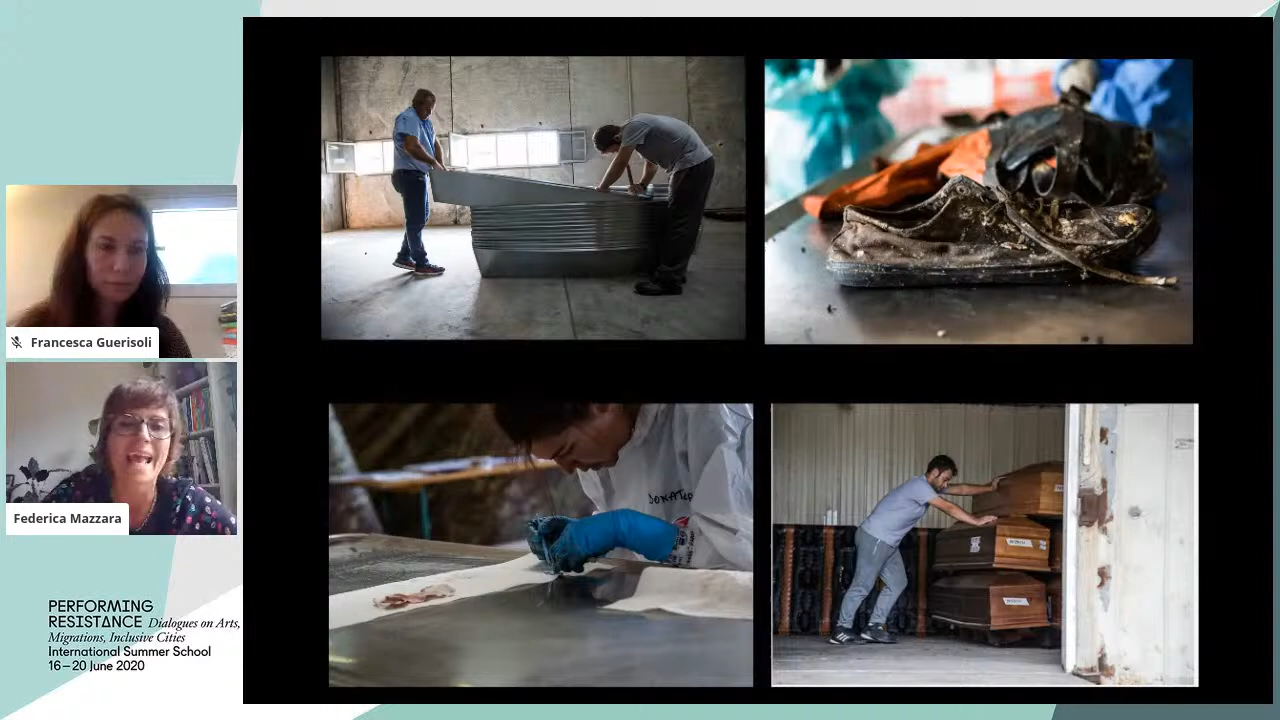 Francesca Guerisoli
Federica Mazzara
PERFORMING
RESISTANCE Dialogues on Arts,
Migrations, Inclusive Cities
International Summer School
16–20 June 2020